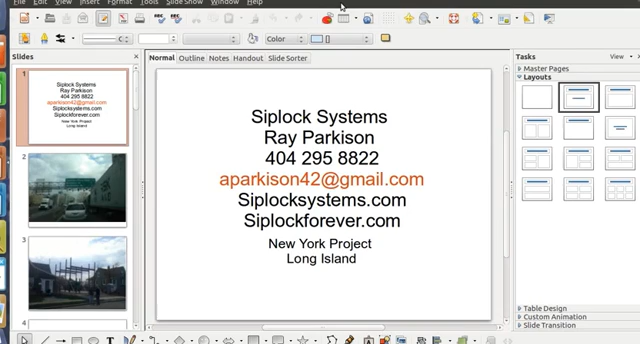 File Edit View Insert Format Tools Slide Show Window Help
Color
Slides
Normal Outline Notes Handout Slide Sorter
Tasks
View
Master Pages
Layouts
1
Siplock Systems
Ray Parkison
404 295 8822
aparkison42@gmail.com
Siplocksystems.com
Siplockforever.com
New York Project
Long Island
2
3
4
Siplock Systems
Ray Parkison
404 295 8822
aparkison42@gmail.com
Siplocksystems.com
Siplockforever.com
New York Project
Long Island
Table Design
Custom Animation
Slide Transition